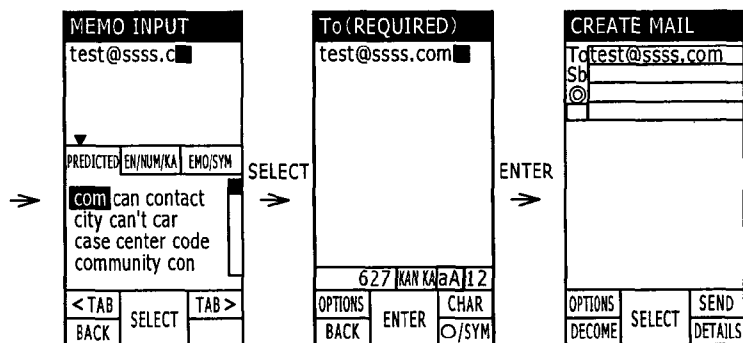 MEMO INPUT
test@ssss.c
PREDICTED EN/NUM/KA EMO/SYM
com can contact
city can't car
case center code
community con
< TAB SELECT TAB >
BACK
SELECT
To(REQUIRED)
test@ssss.com
627 KAN KA aA 12
OPTIONS ENTER CHAR
BACK ○/SYM
ENTER
CREATE MAIL
To test@ssss.com
Sb
OPTIONS SELECT SEND
DECOME DETAILS